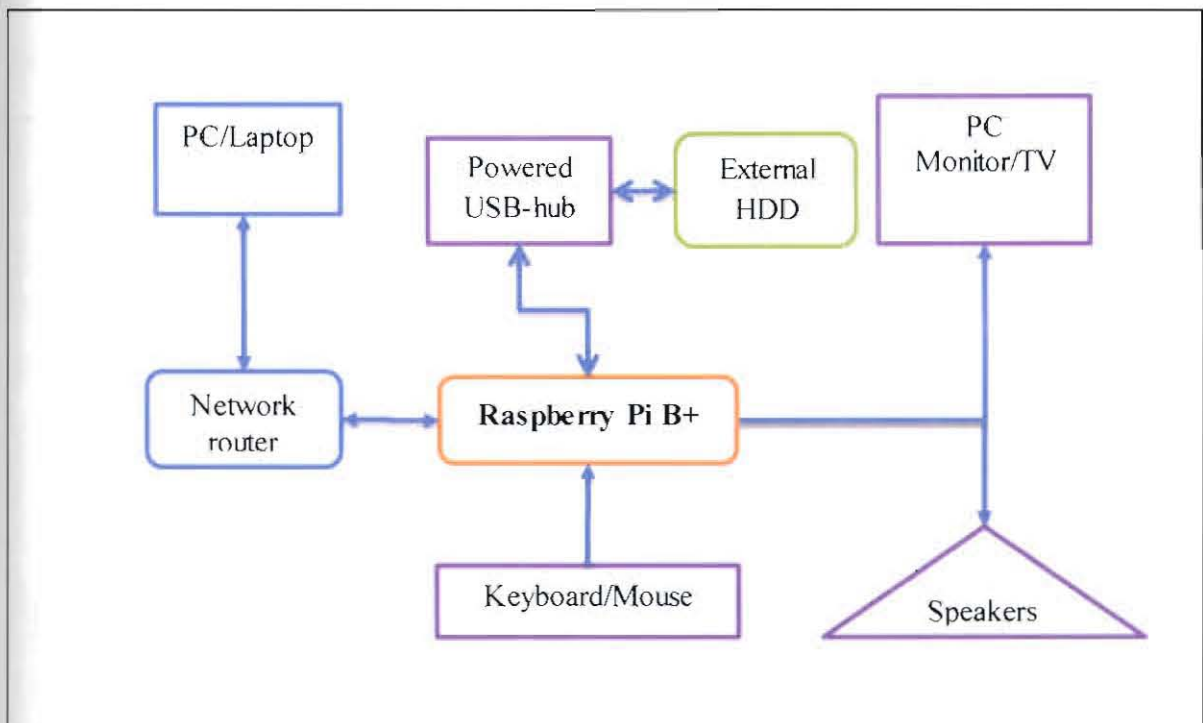 PC/Laptop
Powered
USB-hub
External
HDD
PC
Monitor/TV
Network
router
Raspberry Pi B+
Keyboard/Mouse
Speakers